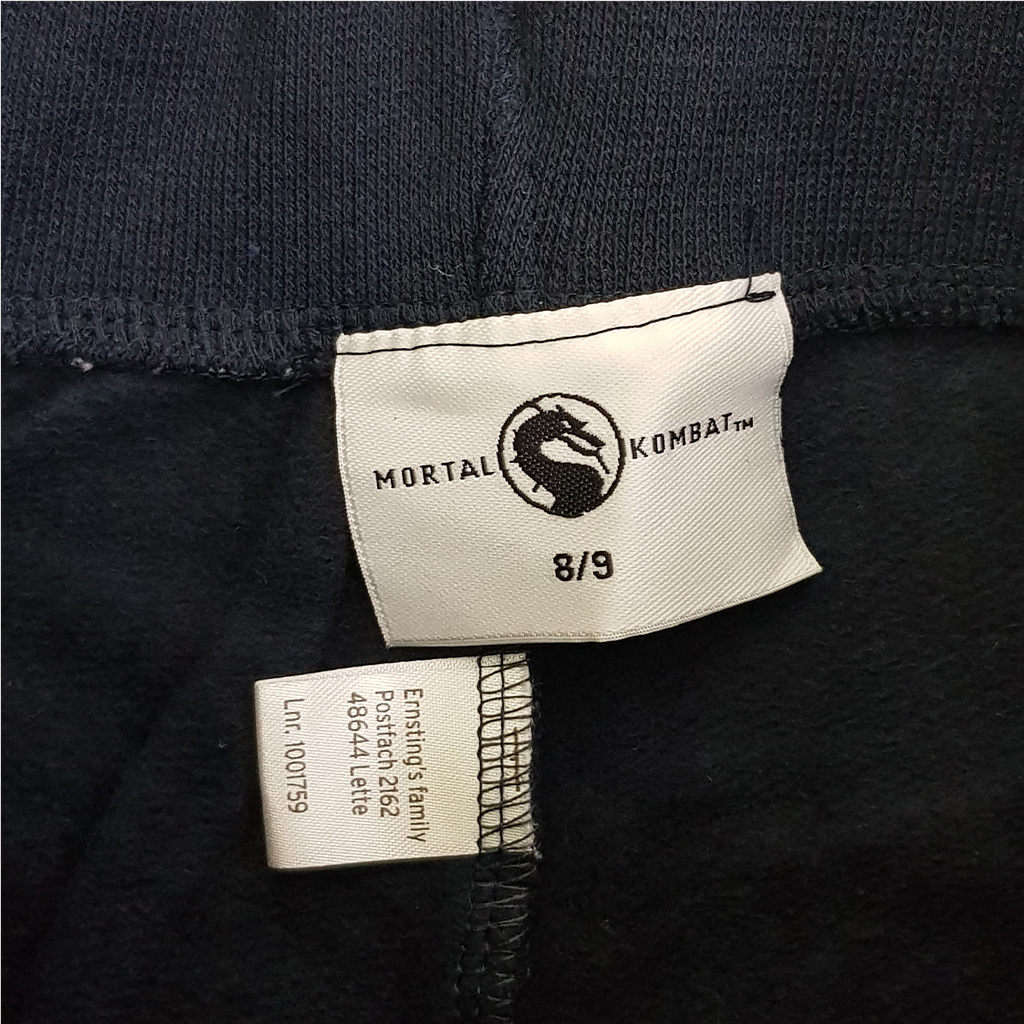 MORTAL KOMBAT™
8/9
Ernsting's family
Postfach 2162
48644 Lette
Lnr. 1001759